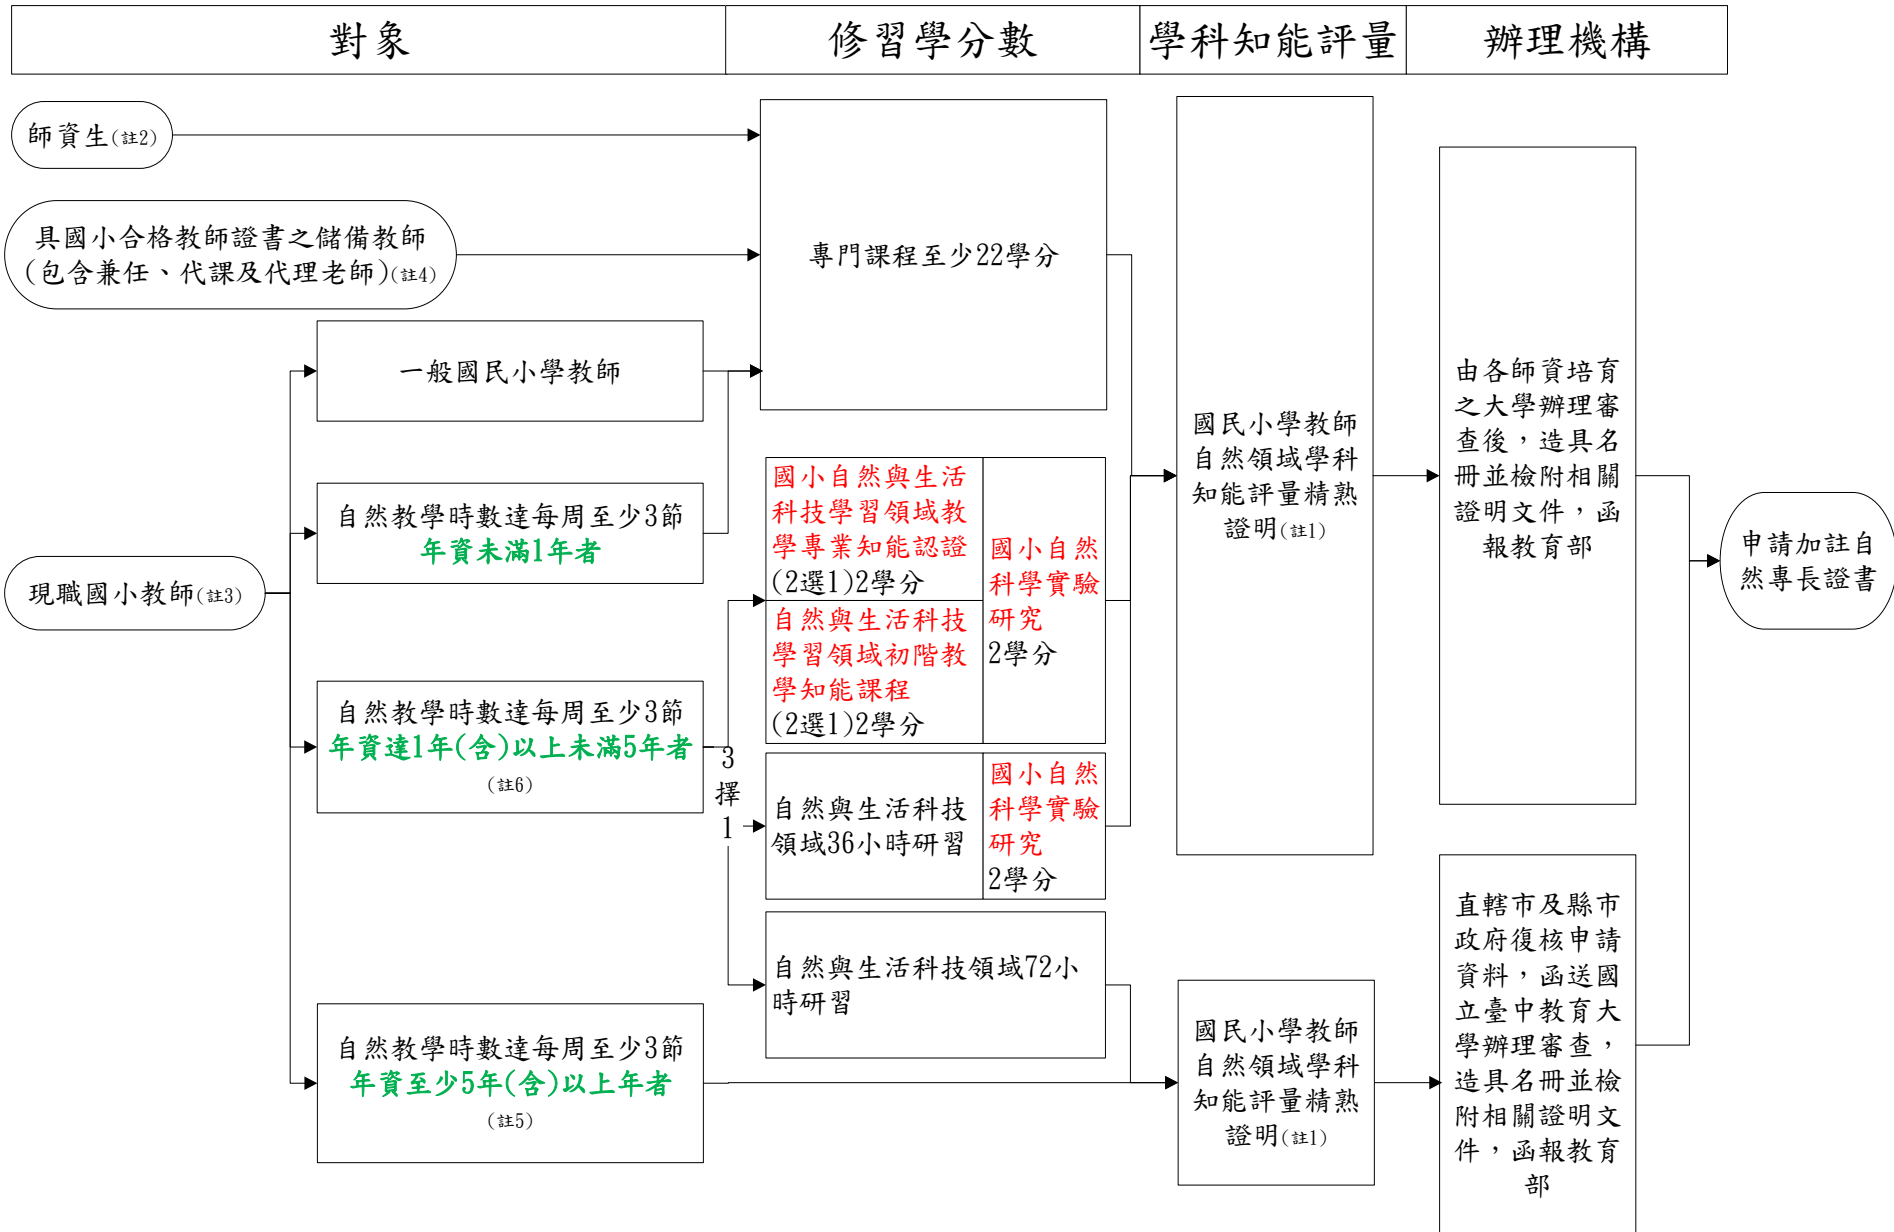 對象
修習學分數
學科知能評量
辦理機構
師資生(註2)
具國小合格教師證書之儲備教師
(包含兼任、代課及代理老師)(註4)
現職國小教師(註3)
一般國民小學教師
自然教學時數達每周至少3節
年資未滿1年者
自然教學時數達每周至少3節
年資達1年(含)以上未滿5年者
(註6)
自然教學時數達每周至少3節
年資至少5年(含)以上年者
(註5)
3
擇
1
專門課程至少22學分
國小自然與生活
科技學習領域教
學專業知能認證
(2選1)2學分
自然與生活科技
學習領域初階教
學知能課程
(2選1)2學分
國小自然
科學實驗
研究
2學分
自然與生活科技
領域36小時研習
國小自然
科學實驗
研究
2學分
自然與生活科技領域72小
時研習
國民小學教師
自然領域學科
知能評量精熟
證明(註1)
國民小學教師
自然領域學科
知能評量精熟
證明(註1)
由各師資培育
之大學辦理審
查後，造具名
冊並檢附相關
證明文件，函
報教育部
直轄市及縣市
政府復核申請
資料，函送國
立臺中教育大
學辦理審查，
造具名冊並檢
附相關證明文
件，函報教育
部
申請加註自
然專長證書